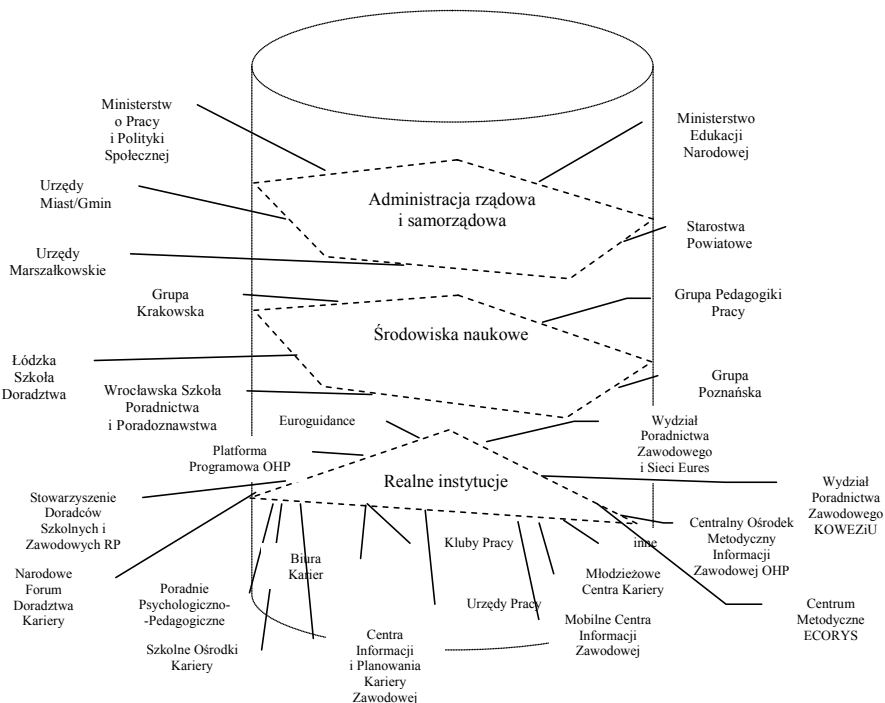 Ministerstw
o Pracy
i Polityki
Społecznej
Ministerstwo
Edukacji
Narodowej
Urzędy
Miast/Gmin
Administracja rządowa
i samorządowa
Starostwa
Powiatowe
Urzędy
Marszałkowskie
Grupa
Krakowska
Grupa Pedagogiki
Pracy
Środowiska naukowe
Łódzka
Szkoła
Doradztwa
Grupa
Poznańska
Wrocławska Szkoła
Poradnictwa
i Poradoznawstwa
Euroguidance
Wydział
Poradnictwa
Zawodowego
i Sieci Eures
Platforma
Programowa OHP
Realne instytucje
Wydział
Poradnictwa
Zawodowego
KOWEZiU
Stowarzyszenie
Doradców
Szkolnych i
Zawodowych RP
Centralny Ośrodek
Metodyczny
Informacji
Zawodowej OHP
Narodowe
Forum
Doradztwa
Kariery
Biura
Karier
Kluby Pracy
inne
Młodzieżowe
Centra Kariery
Poradnie
Psychologiczno-
-Pedagogiczne
Urzędy Pracy
Centrum
Metodyczne
ECORYS
Mobilne Centra
Informacji
Zawodowej
Szkolne Ośrodki
Kariery
Centra
Informacji
i Planowania
Kariery
Zawodowej